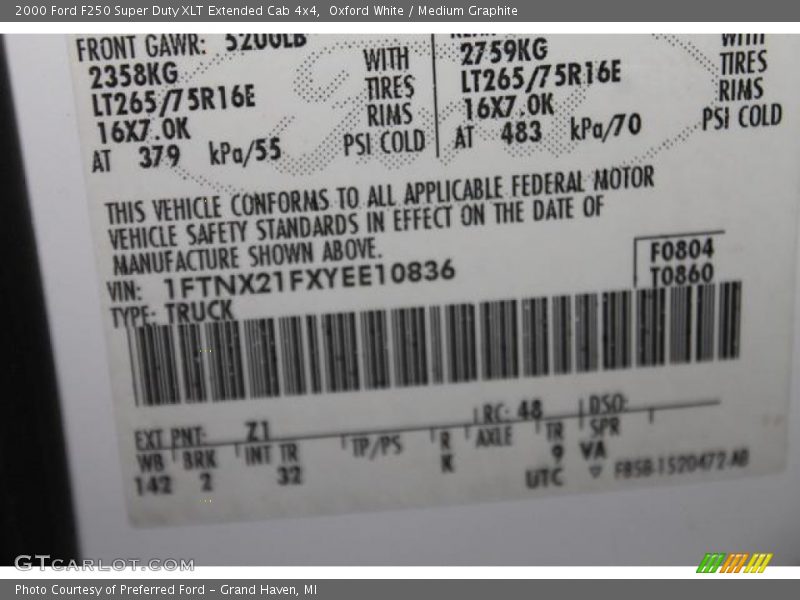 2000 Ford F250 Super Duty XLT Extended Cab 4x4, Oxford White / Medium Graphite
FRONT GAWR: 5200LB
2358KG WITH
LT265/75R16E TIRES
16X7.0K RIMS
AT 379 kPa/55 PSI COLD
WITH
2759KG TIRES
LT265/75R16E RIMS
16X7.0K PSI COLD
AT 483 kPa/70
THIS VEHICLE CONFORMS TO ALL APPLICABLE FEDERAL MOTOR
VEHICLE SAFETY STANDARDS IN EFFECT ON THE DATE OF
MANUFACTURE SHOWN ABOVE.
VIN: 1FTNX21FXYEE10836
F0804
T0860
TYPE: TRUCK
EXT PNT: Z1 RC: 48 DSO:
WB BRK INT TR TP/PS R AXLE TR SPR
142 2 32 K 9 VA
UTC F85B-1520472-AB
GTCARLOT.COM
Photo Courtesy of Preferred Ford – Grand Haven, MI